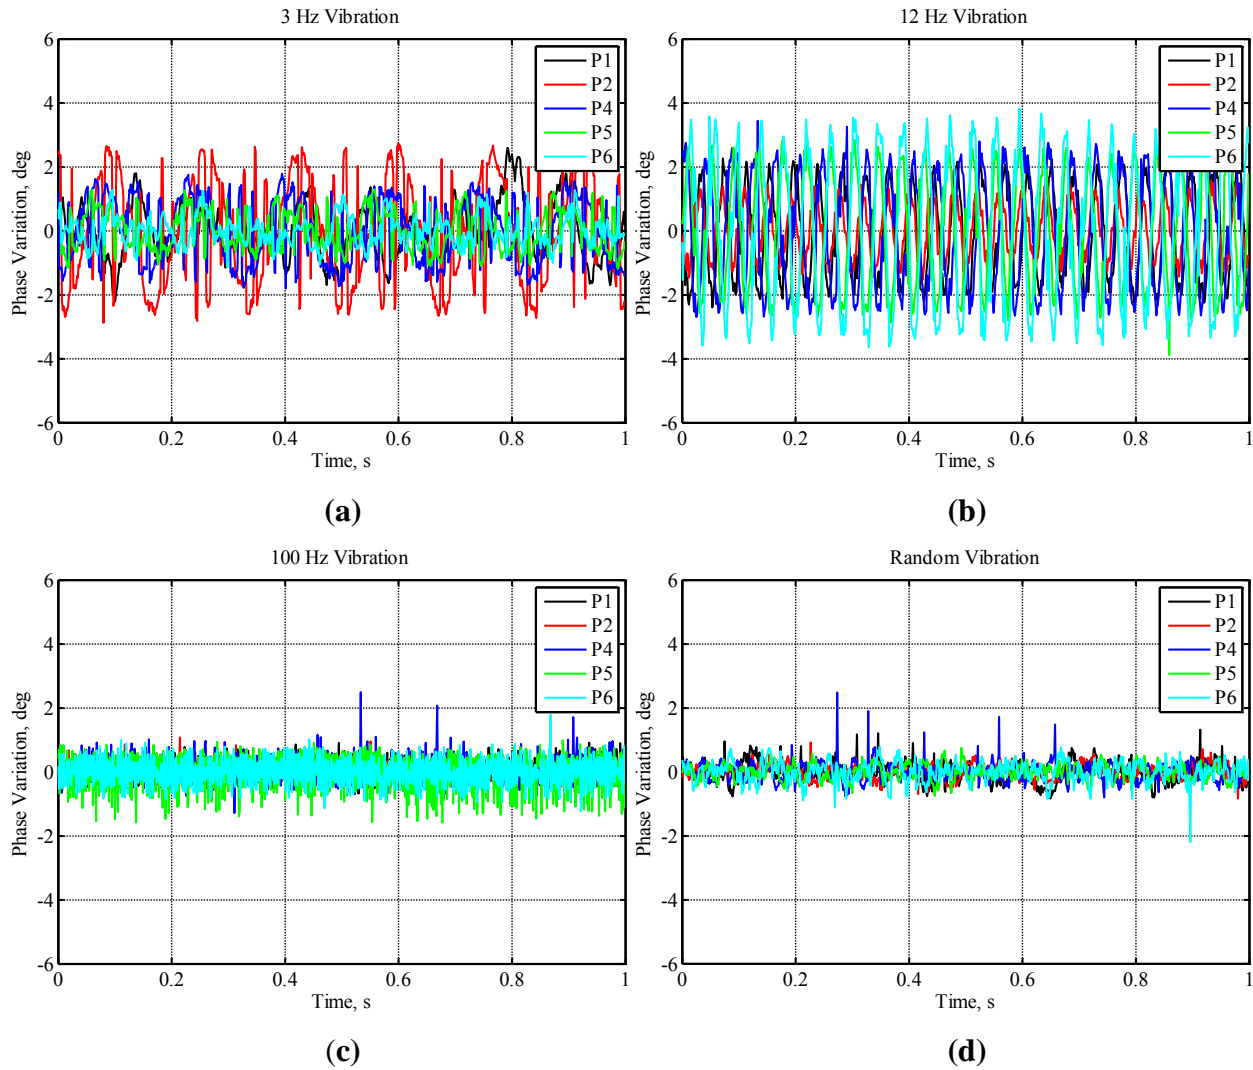 3 Hz Vibration
6
4
2
0
-2
-4
-6
Phase Variation, deg
P1
P2
P4
P5
P6
0 0.2 0.4 0.6 0.8 1
Time, s
(a)
12 Hz Vibration
6
4
2
0
-2
-4
-6
Phase Variation, deg
P1
P2
P4
P5
P6
0 0.2 0.4 0.6 0.8 1
Time, s
(b)
100 Hz Vibration
6
4
2
0
-2
-4
-6
Phase Variation, deg
P1
P2
P4
P5
P6
0 0.2 0.4 0.6 0.8 1
Time, s
(c)
Random Vibration
6
4
2
0
-2
-4
-6
Phase Variation, deg
P1
P2
P4
P5
P6
0 0.2 0.4 0.6 0.8 1
Time, s
(d)